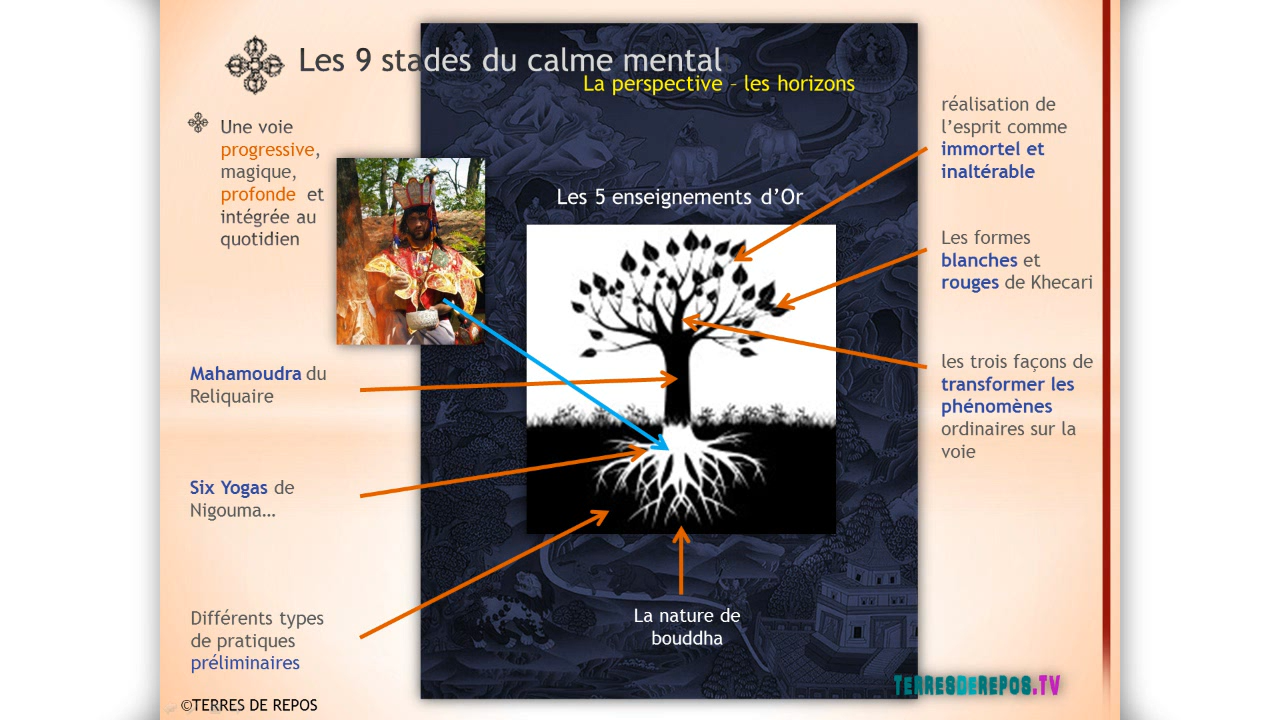 Les 9 stades du calme mental
La perspective – les horizons
Une voie
progressive,
magique,
profonde et
intégrée au
quotidien
Les 5 enseignements d’Or
réalisation de
l’esprit comme
immortel et
inaltérable
Les formes
blanches et
rouges de Khecari
les trois façons de
transformer les
phénomènes
ordinaires sur la
voie
Mahamoudra du
Reliquaire
Six Yogas de
Nigouma…
Différents types
de pratiques
préliminaires
La nature de
bouddha
TERRESDEREPOS.TV
©TERRES DE REPOS